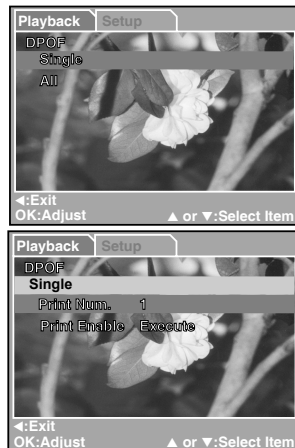 Playback Setup
DPOF
Single
All
◄:Exit
OK:Adjust ▲ or ▼:Select Item
Playback Setup
DPOF
Single
Print Num. 1
Print Enable Execute
◄:Exit
OK:Adjust ▲ or ▼:Select Item